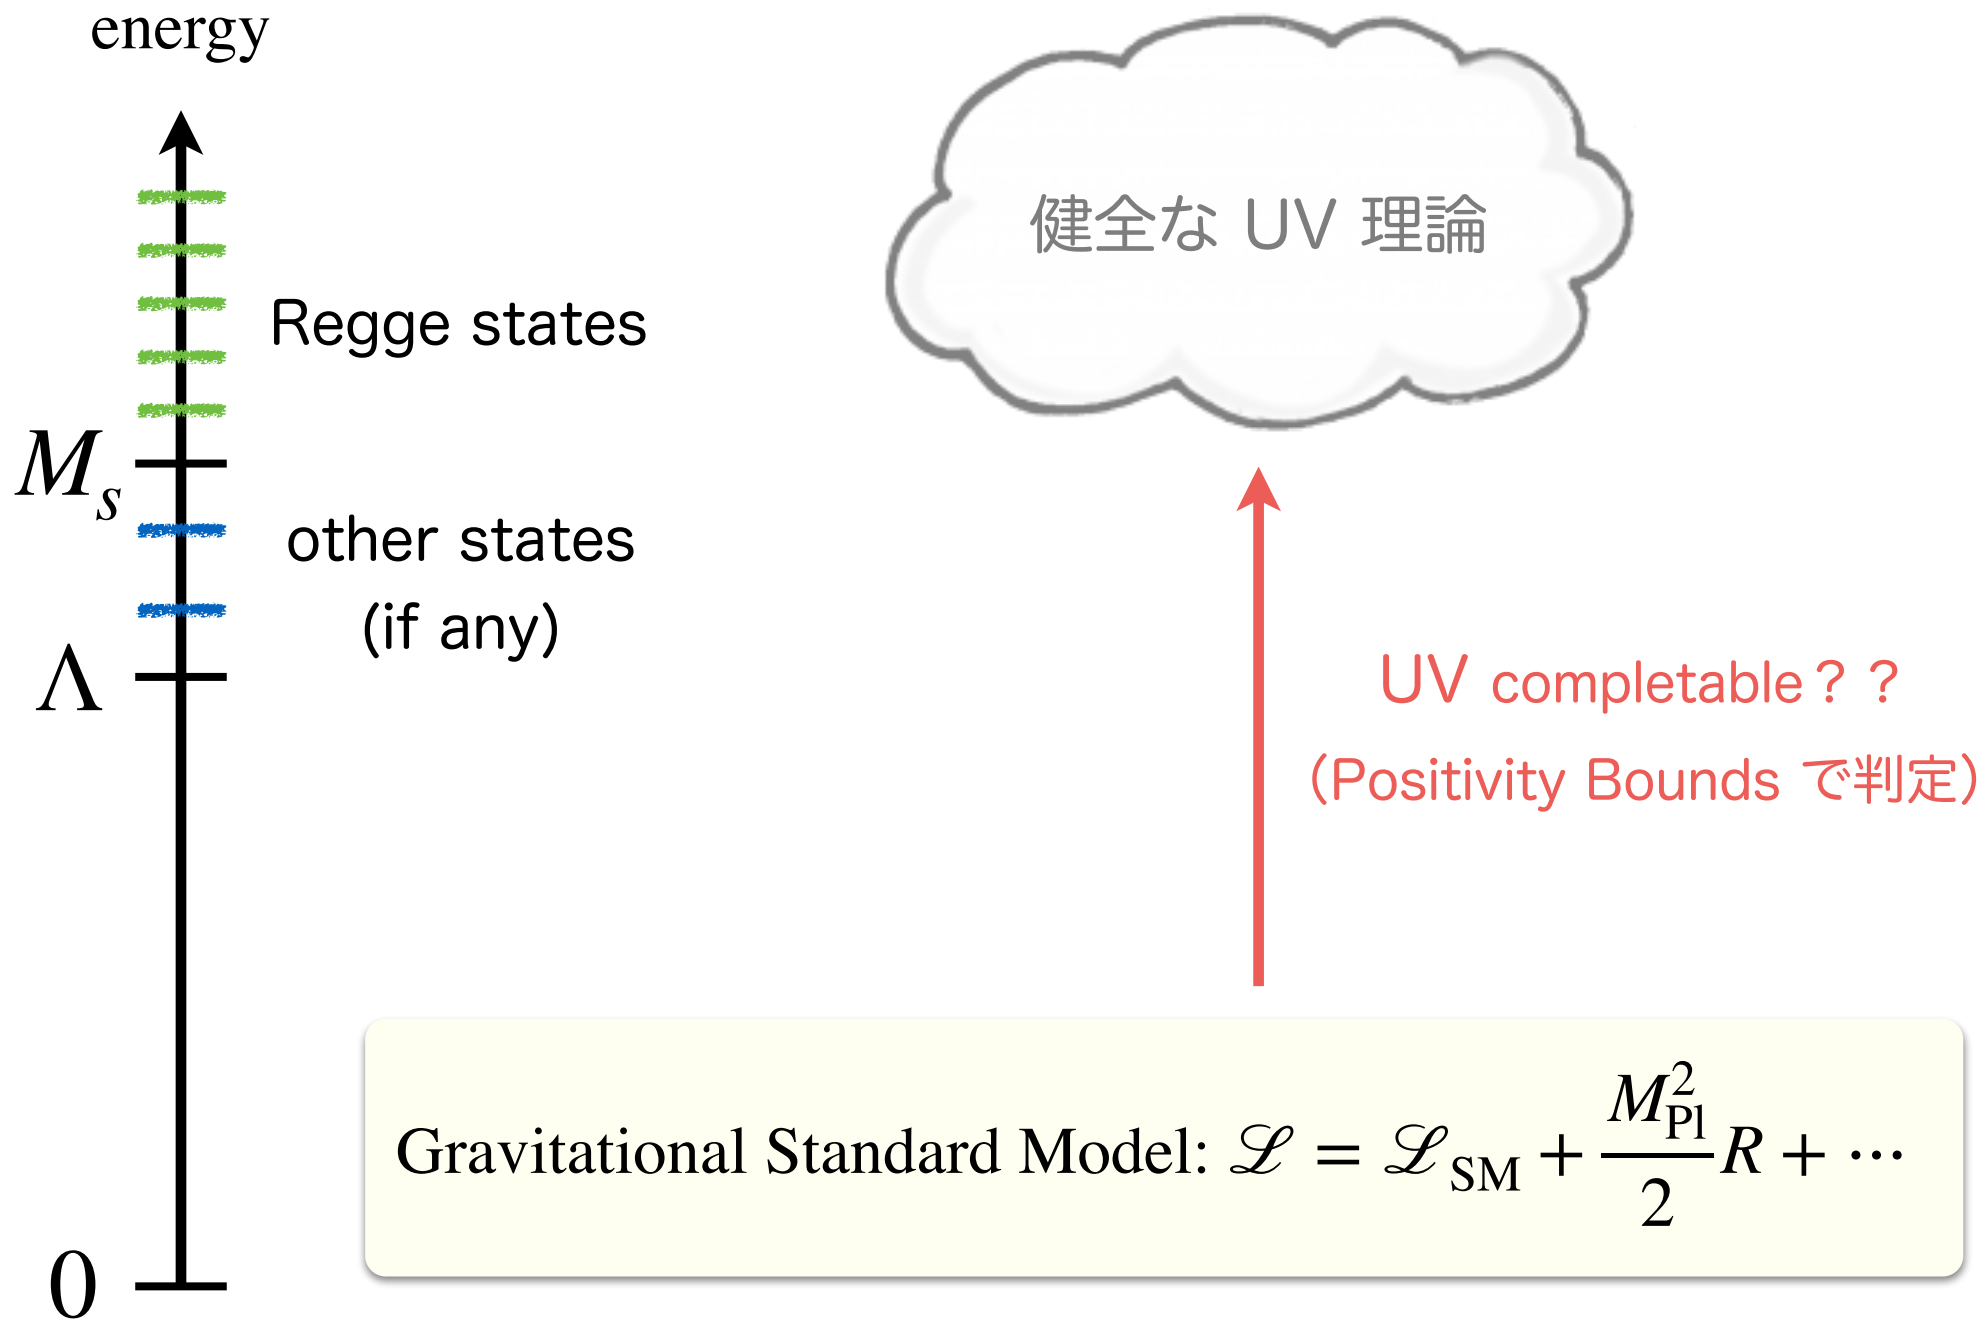 energy
健全な UV 理論
Regge states
M_s
other states
(if any)
Λ
UV completable？？
（Positivity Bounds で判定）
Gravitational Standard Model: ℒ = ℒ_SM + M_Pl^2/2 R + ⋯
0